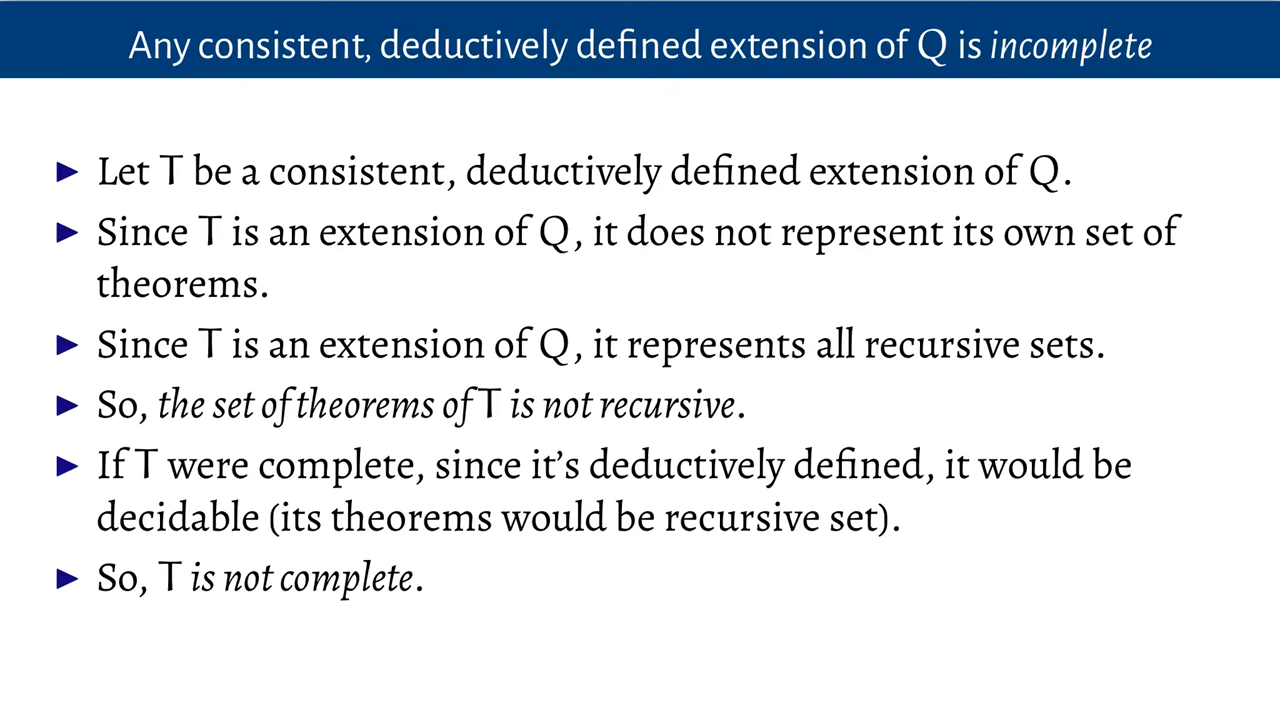 Any consistent, deductively defined extension of Q is incomplete
► Let T be a consistent, deductively defined extension of Q.
► Since T is an extension of Q, it does not represent its own set of
theorems.
► Since T is an extension of Q, it represents all recursive sets.
► So, the set of theorems of T is not recursive.
► If T were complete, since it’s deductively defined, it would be
decidable (its theorems would be recursive set).
► So, T is not complete.